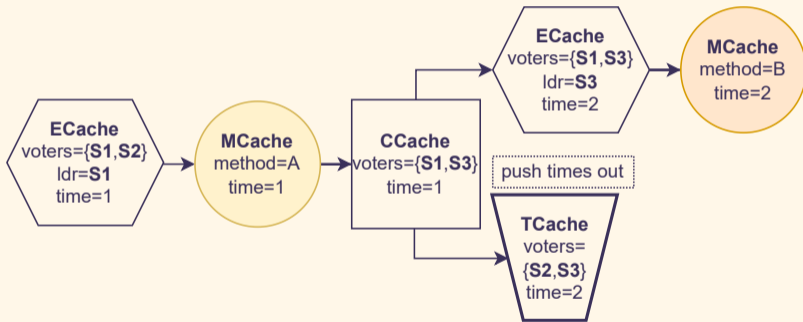 ECache
voters={S1,S2}
ldr=S1
time=1
MCache
method=A
time=1
CCache
voters={S1,S3}
time=1
ECache
voters={S1,S3}
ldr=S3
time=2
MCache
method=B
time=2
push times out
TCache
voters=
{S2,S3}
time=2